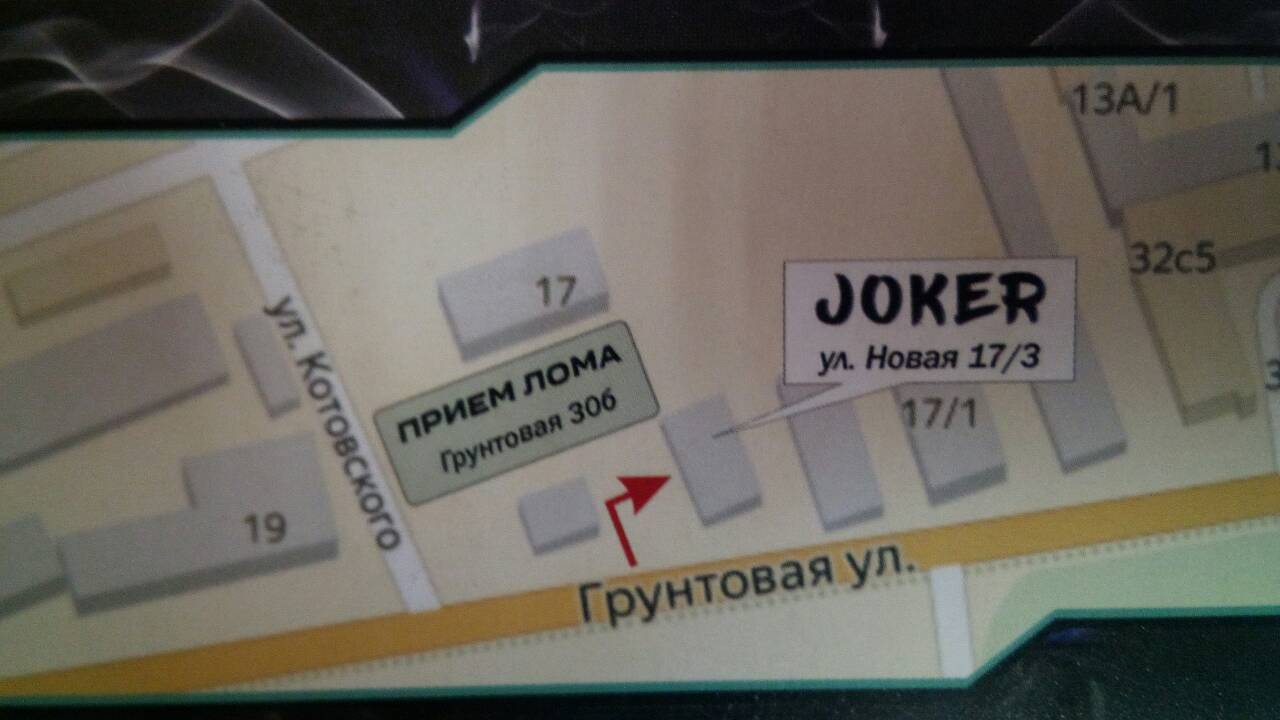 13А/1
32с5
17
JOKER
ул. Новая 17/3
ПРИЕМ ЛОМА
Грунтовая 30б
17/1
ул. Котовского
19
Грунтовая ул.